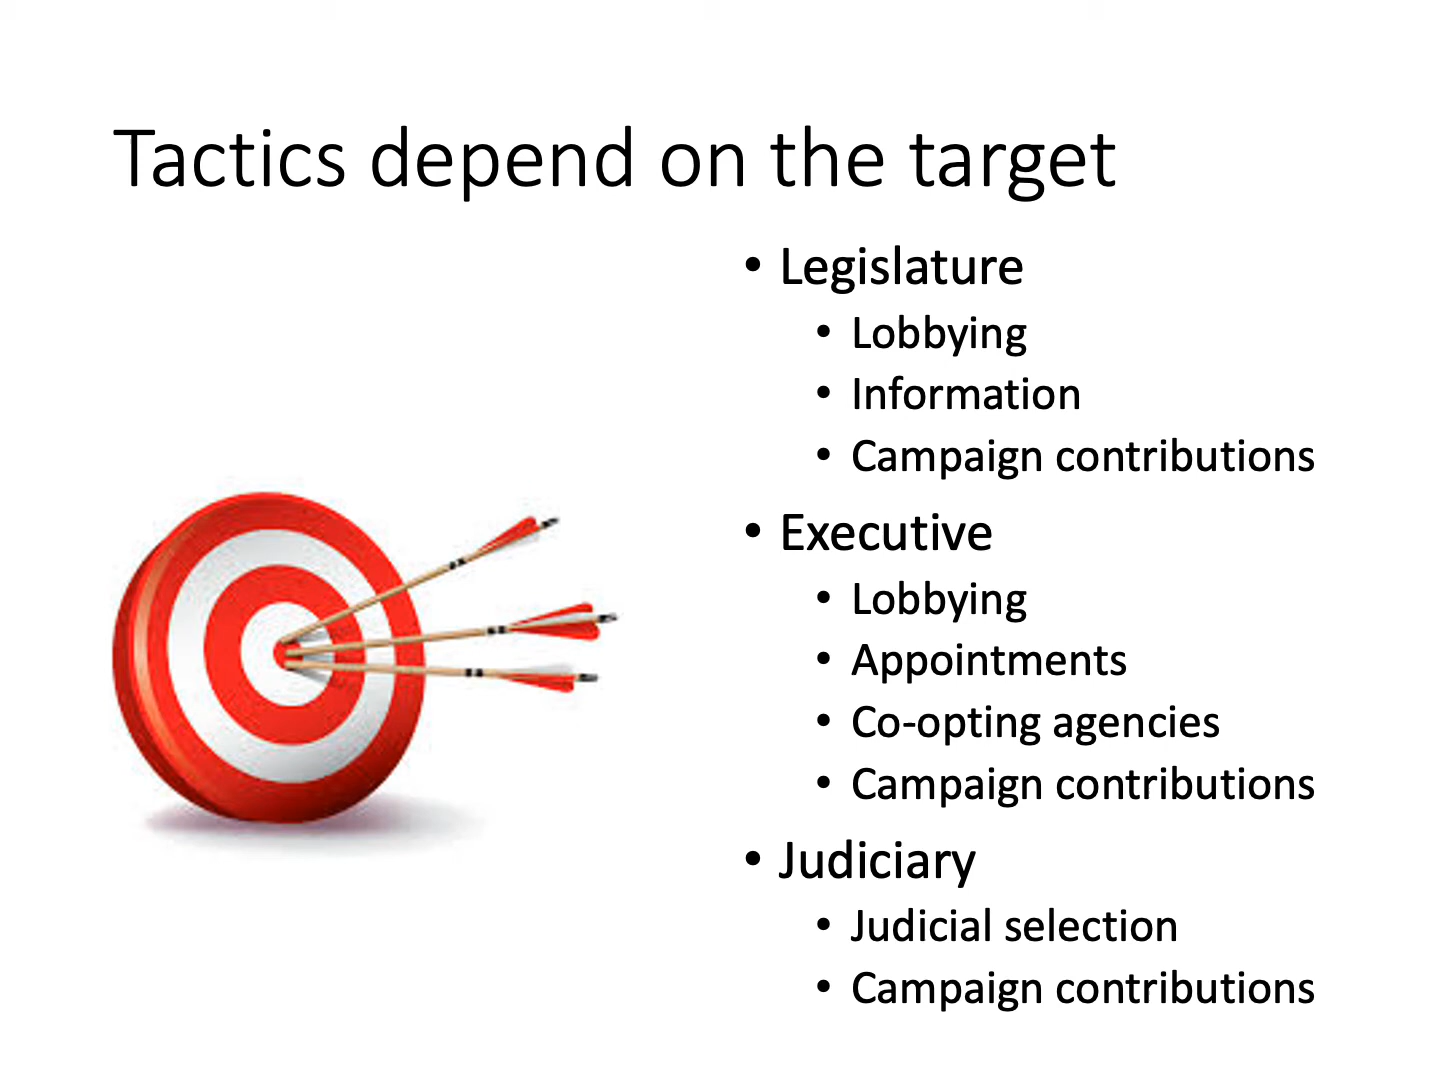 Tactics depend on the target
• Legislature
• Lobbying
• Information
• Campaign contributions
• Executive
• Lobbying
• Appointments
• Co-opting agencies
• Campaign contributions
• Judiciary
• Judicial selection
• Campaign contributions